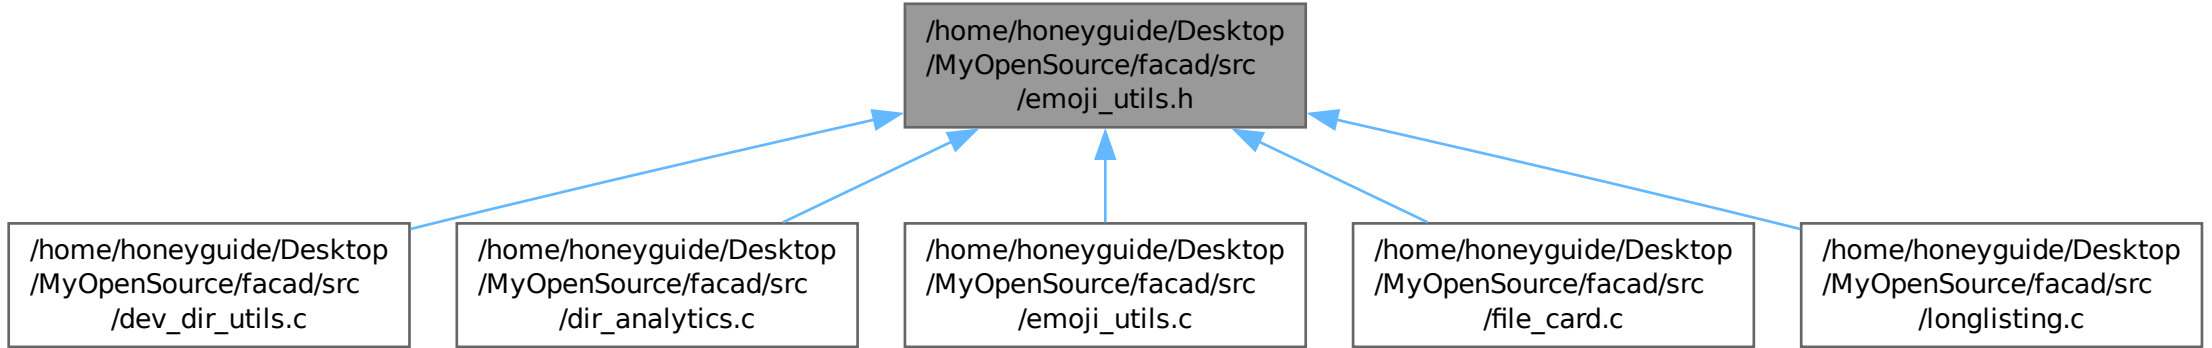 /home/honeyguide/Desktop
/MyOpenSource/facad/src
/emoji_utils.h
/home/honeyguide/Desktop
/MyOpenSource/facad/src
/dev_dir_utils.c
/home/honeyguide/Desktop
/MyOpenSource/facad/src
/dir_analytics.c
/home/honeyguide/Desktop
/MyOpenSource/facad/src
/emoji_utils.c
/home/honeyguide/Desktop
/MyOpenSource/facad/src
/file_card.c
/home/honeyguide/Desktop
/MyOpenSource/facad/src
/longlisting.c